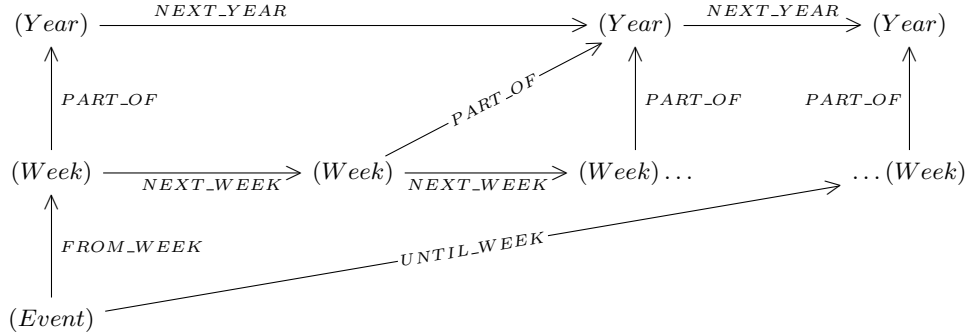 NEXT_YEAR NEXT_YEAR
(Year) (Year) (Year)
PART_OF PART_OF PART_OF PART_OF
(Week) (Week) (Week) ... ... (Week)
NEXT_WEEK NEXT_WEEK
FROM_WEEK UNTIL_WEEK
(Event)